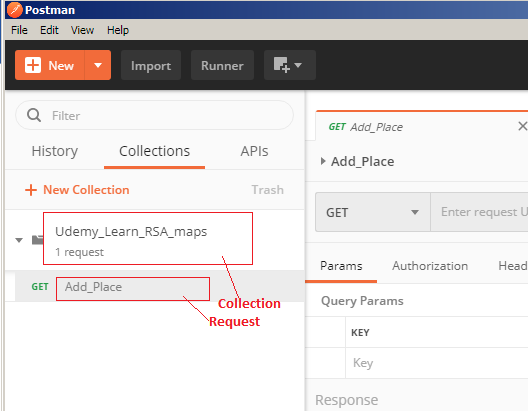 Postman
File Edit View Help
New Import Runner
Filter
History Collections APIs
New Collection Trash
Udemy_Learn_RSA_maps
1 request
GET Add_Place
Collection
Request
GET Add_Place
Add_Place
GET Enter request U
Params Authorization Head
Query Params
KEY
Key
Response